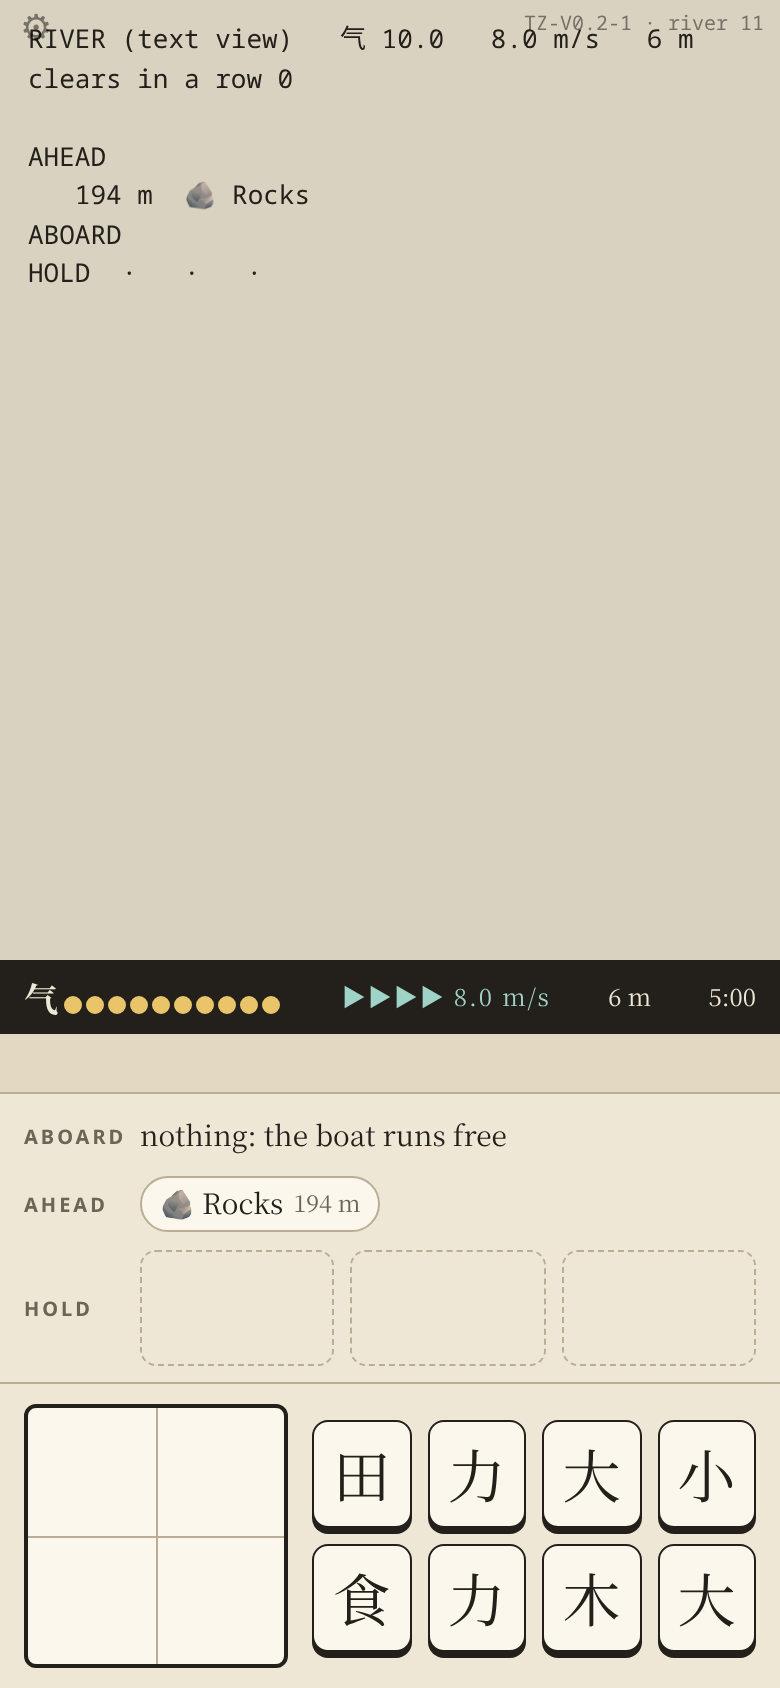 TZ-V0.2-1 · river 11
RIVER (text view) 气 10.0 8.0 m/s 6 m
clears in a row 0
AHEAD
194 m Rocks
ABOARD
HOLD · · ·
气 8.0 m/s 6 m 5:00
ABOARD nothing: the boat runs free
AHEAD Rocks 194 m
HOLD
田 力 大 小
食 力 木 大